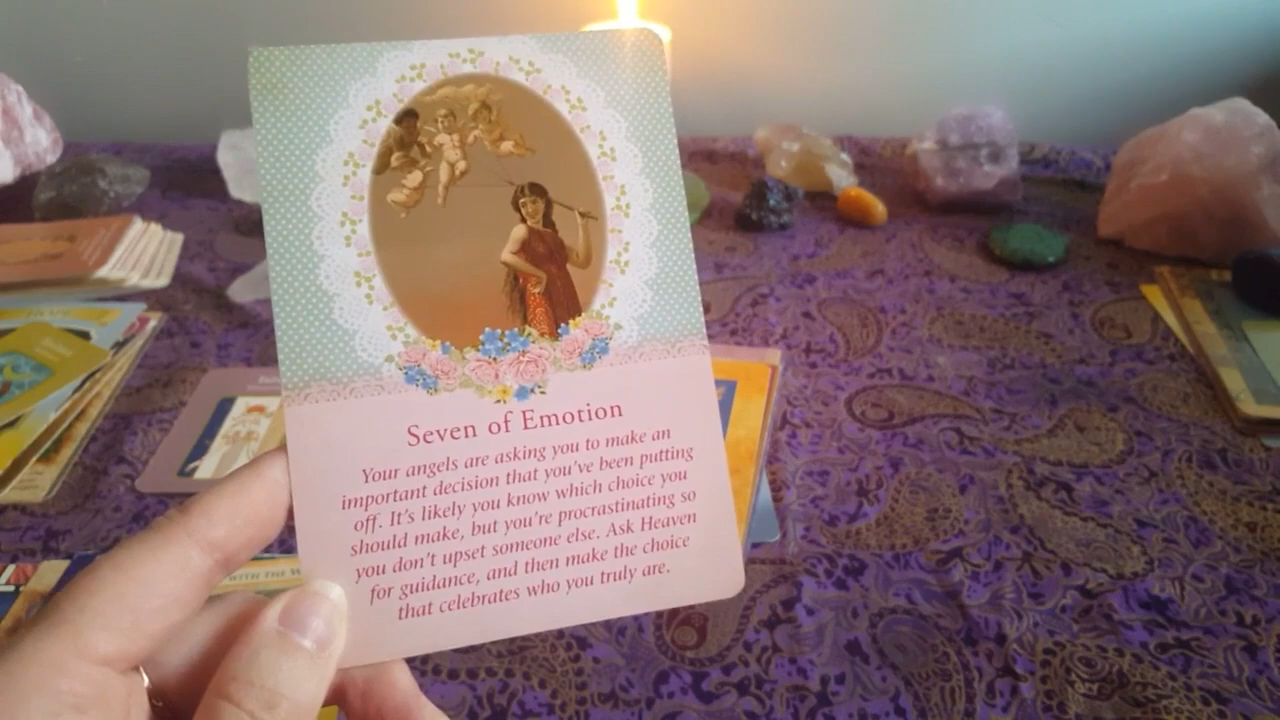 Seven of Emotion
Your angels are asking you to make an
important decision that you've been putting
off. It's likely you know which choice you
should make, but you're procrastinating so
you don't upset someone else. Ask Heaven
for guidance, and then make the choice
that celebrates who you truly are.
WITH THE W